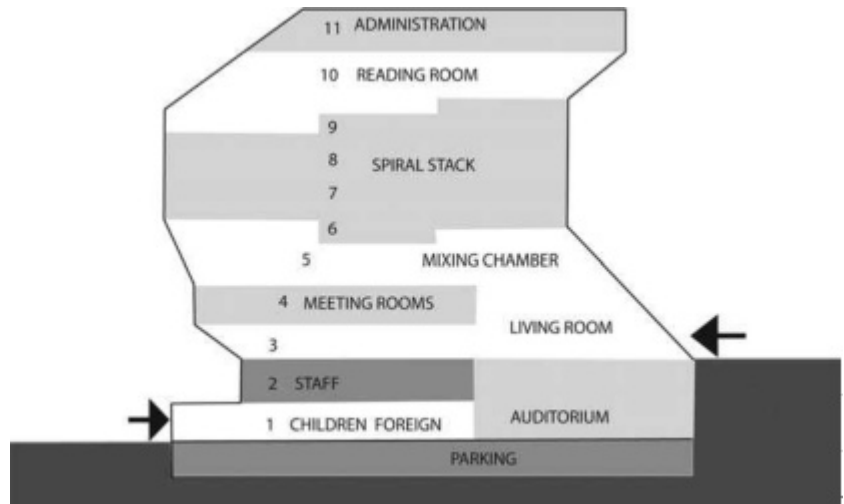 11 ADMINISTRATION
10 READING ROOM
9
8 SPIRAL STACK
7
6
5 MIXING CHAMBER
4 MEETING ROOMS
LIVING ROOM
3
2 STAFF
1 CHILDREN FOREIGN AUDITORIUM
PARKING